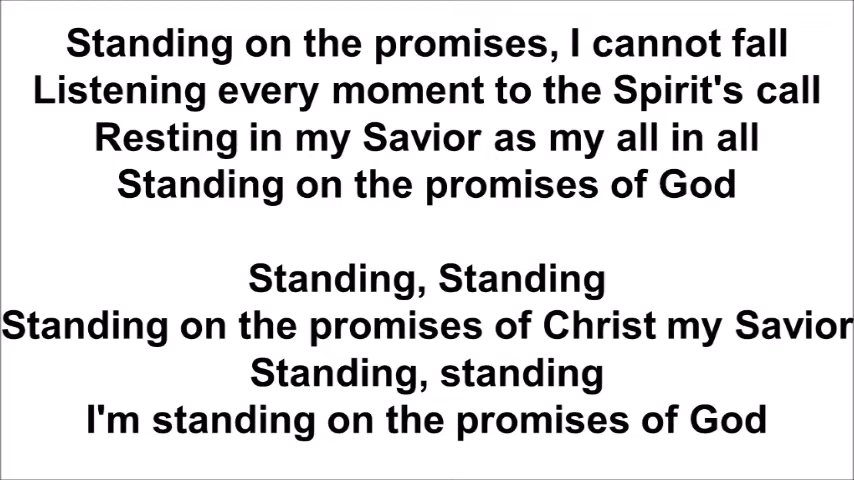 Standing on the promises, I cannot fall
Listening every moment to the Spirit's call
Resting in my Savior as my all in all
Standing on the promises of God
Standing, Standing
Standing on the promises of Christ my Savior
Standing, standing
I'm standing on the promises of God